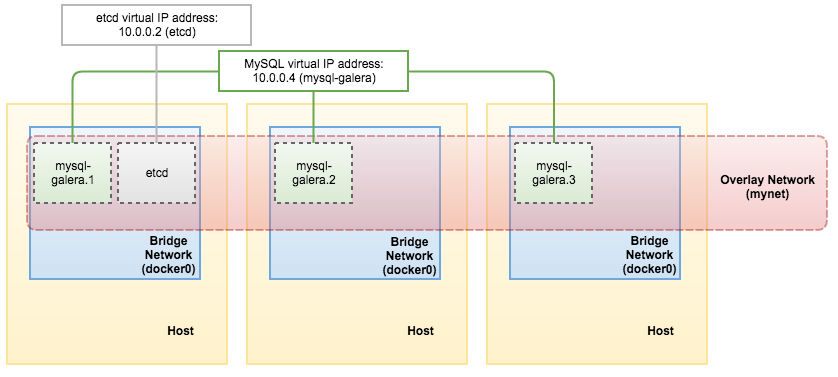 etcd virtual IP address:
10.0.0.2 (etcd)
MySQL virtual IP address:
10.0.0.4 (mysql-galera)
mysql-
galera.1
etcd
mysql-
galera.2
mysql-
galera.3
Overlay Network
(mynet)
Bridge
Network
(docker0)
Bridge
Network
(docker0)
Bridge
Network
(docker0)
Host
Host
Host